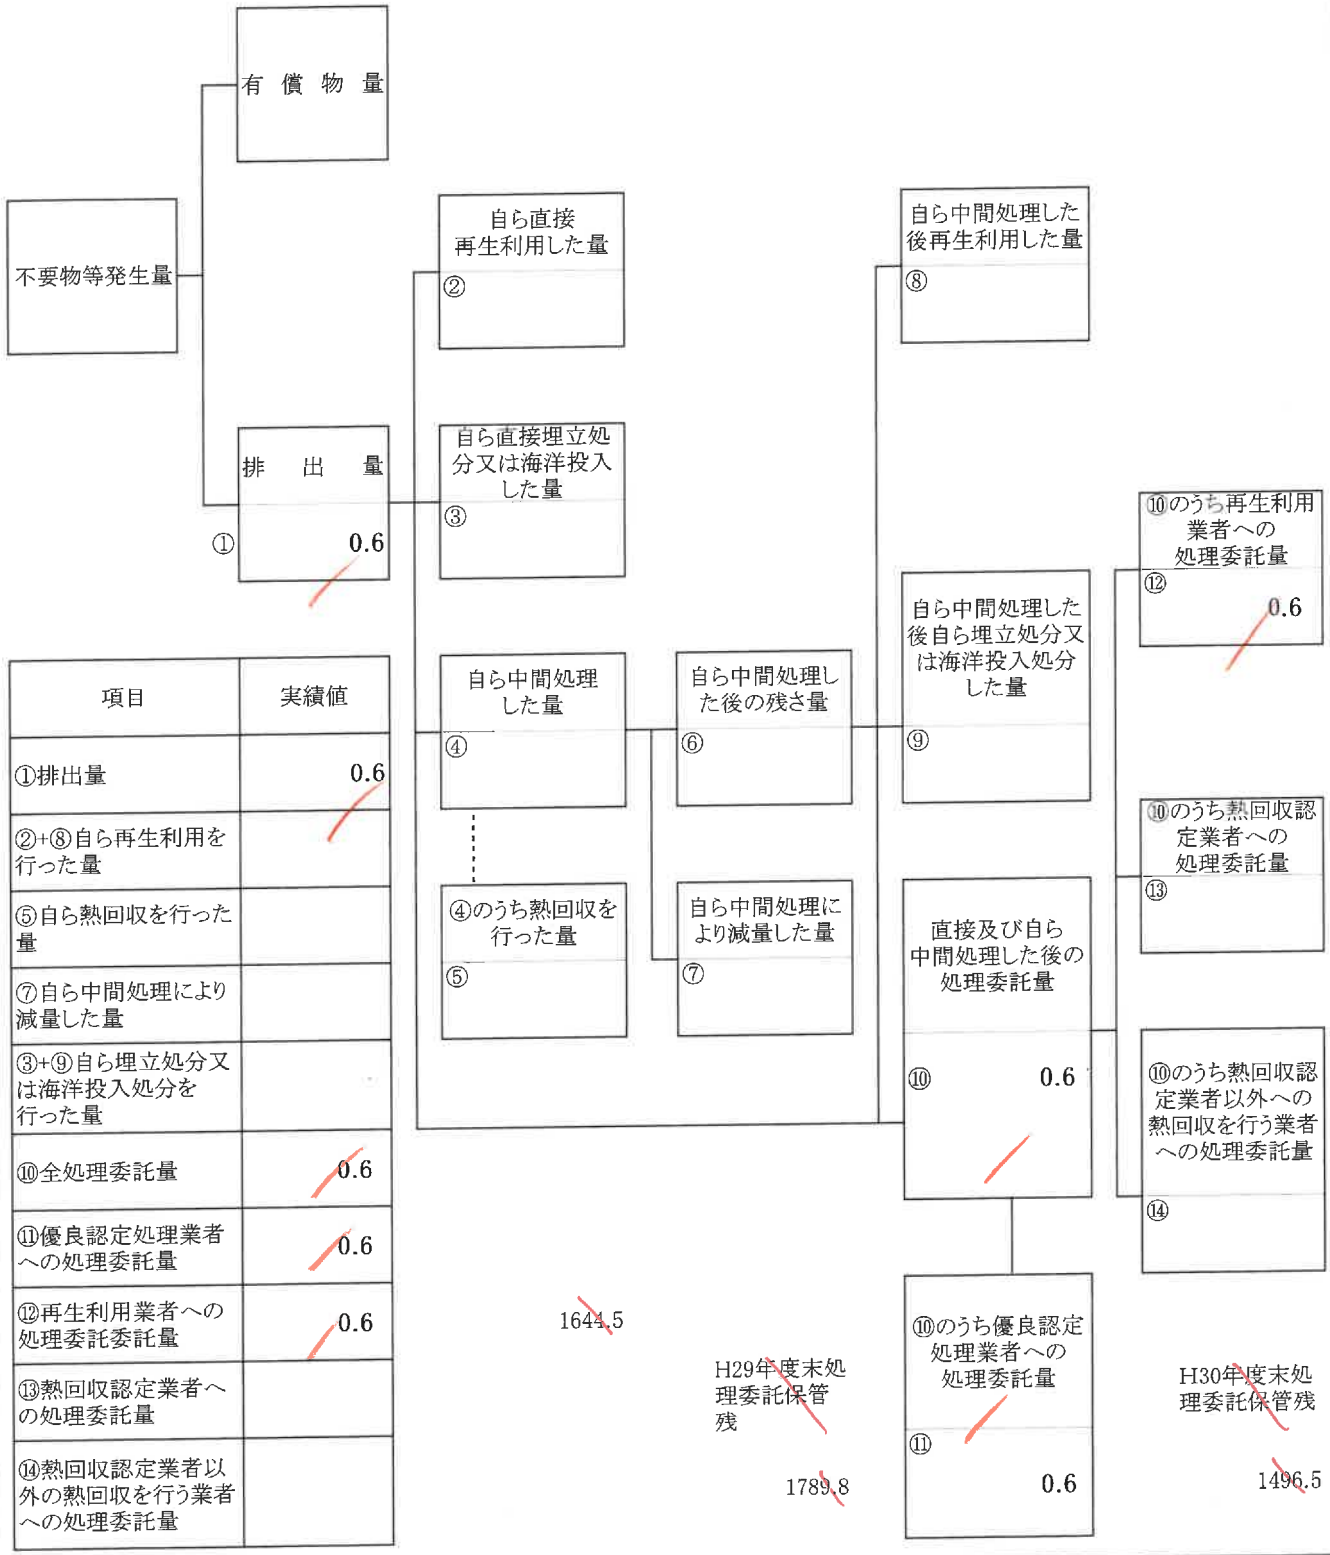 有償物量
不要物等発生量
排出量
①
0.6
自ら直接
再生利用した量
②
自ら直接埋立処
分又は海洋投入
した量
③
自ら中間処理
した量
④
④のうち熱回収を
行った量
⑤
自ら中間処理し
た後の残さ量
⑥
自ら中間処理に
より減量した量
⑦
自ら中間処理した
後再生利用した量
⑧
自ら中間処理した
後自ら埋立処分又
は海洋投入処分
した量
⑨
直接及び自ら
中間処理した後の
処理委託量
⑩
0.6
⑩のうち優良認定
処理業者への
処理委託量
⑪
0.6
⑩のうち再生利用
業者への
処理委託量
⑫
0.6
⑩のうち熱回収認
定業者への
処理委託量
⑬
⑩のうち熱回収認
定業者以外への
熱回収を行う業者
への処理委託量
⑭
項目
実績値
①排出量
0.6
②+⑧自ら再生利用を
行った量
⑤自ら熱回収を行った
量
⑦自ら中間処理により
減量した量
③+⑨自ら埋立処分又
は海洋投入処分を
行った量
⑩全処理委託量
0.6
⑪優良認定処理業者
への処理委託量
0.6
⑫再生利用業者への
処理委託委託量
0.6
⑬熱回収認定業者へ
の処理委託量
⑭熱回収認定業者以
外の熱回収を行う業者
への処理委託量
1644.5
H29年度末処
理委託保管
残
1789.8
H30年度末処
理委託保管残
1496.5